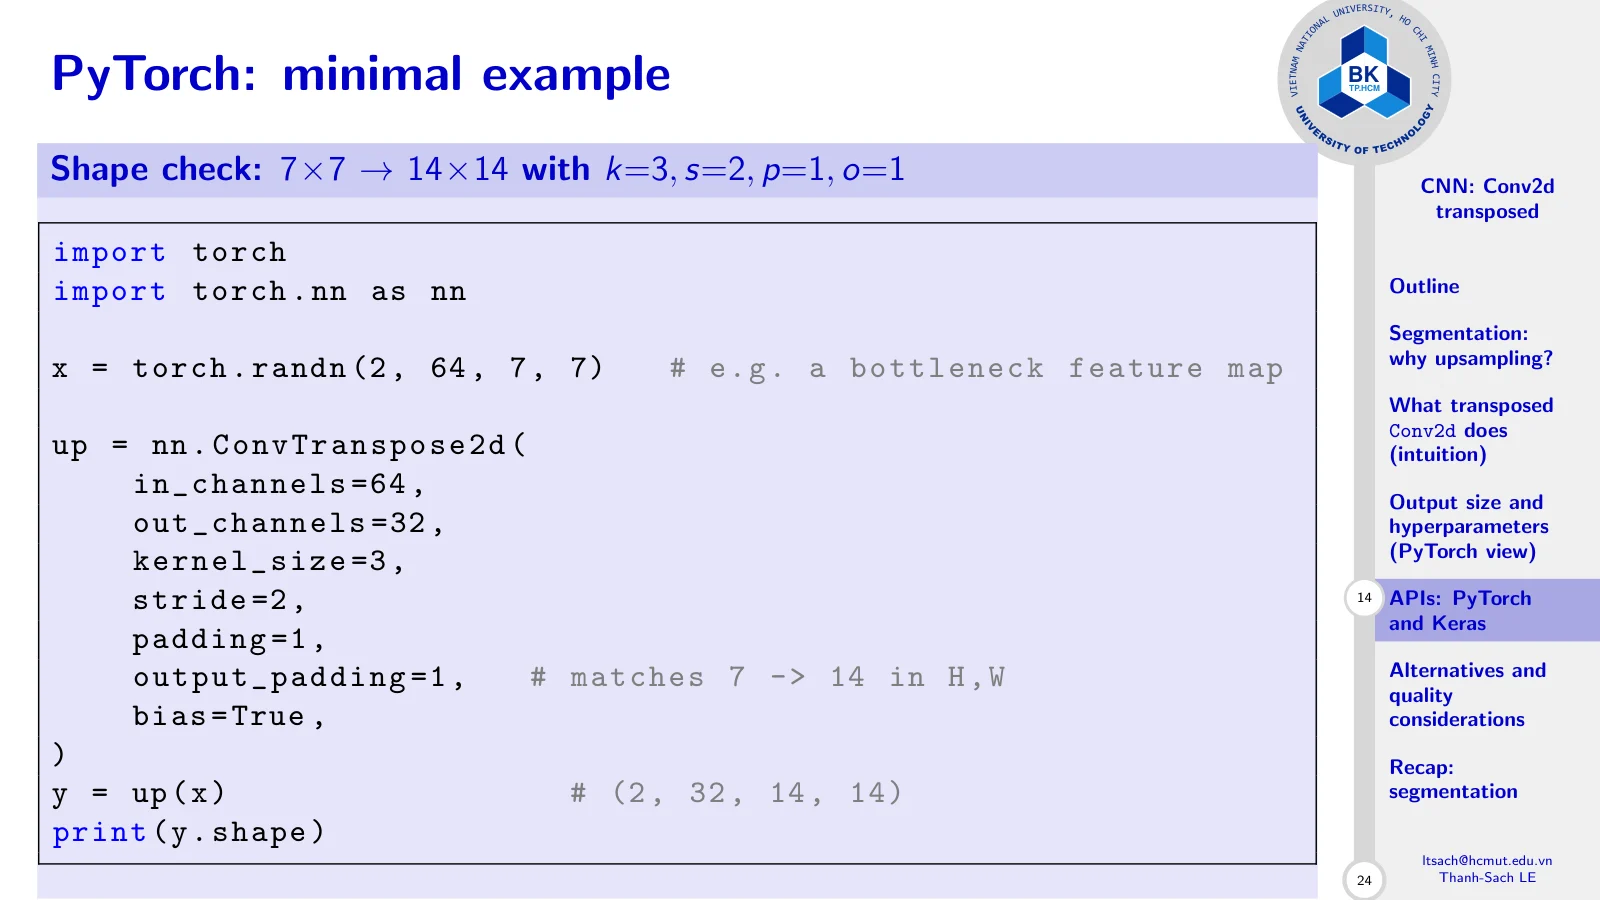 PyTorch: minimal example
Shape check: 7×7 → 14×14 with k=3, s=2, p=1, o=1
import torch
import torch.nn as nn
x = torch.randn(2, 64, 7, 7)    # e.g. a bottleneck feature map
up = nn.ConvTranspose2d(
    in_channels=64,
    out_channels=32,
    kernel_size=3,
    stride=2,
    padding=1,
    output_padding=1,    # matches 7 -> 14 in H,W
    bias=True,
)
y = up(x)    # (2, 32, 14, 14)
print(y.shape)
VIETNAM NATIONAL UNIVERSITY, HO CHI MINH CITY
BK
TP.HCM
UNIVERSITY OF TECHNOLOGY
CNN: Conv2d
transposed
Outline
Segmentation:
why upsampling?
What transposed
Conv2d does
(intuition)
Output size and
hyperparameters
(PyTorch view)
14
APIs: PyTorch
and Keras
Alternatives and
quality
considerations
Recap:
segmentation
ltsach@hcmut.edu.vn
Thanh-Sach LE
24